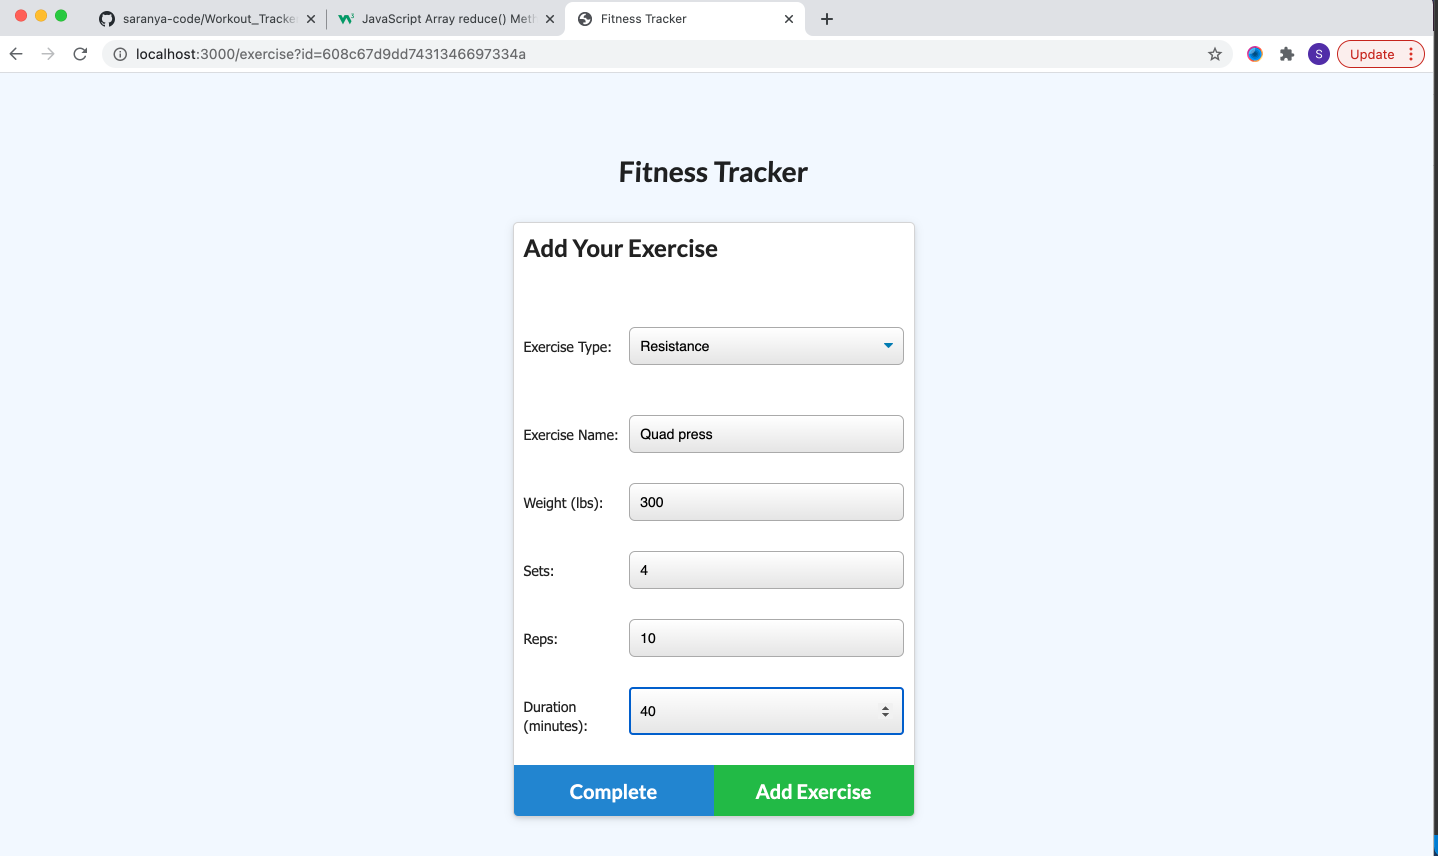 saranya-code/Workout_Tracke
JavaScript Array reduce() Meth
Fitness Tracker
localhost:3000/exercise?id=608c67d9dd7431346697334a
S
Update
Fitness Tracker
Add Your Exercise
Exercise Type: Resistance
Exercise Name: Quad press
Weight (lbs): 300
Sets: 4
Reps: 10
Duration (minutes): 40
Complete
Add Exercise